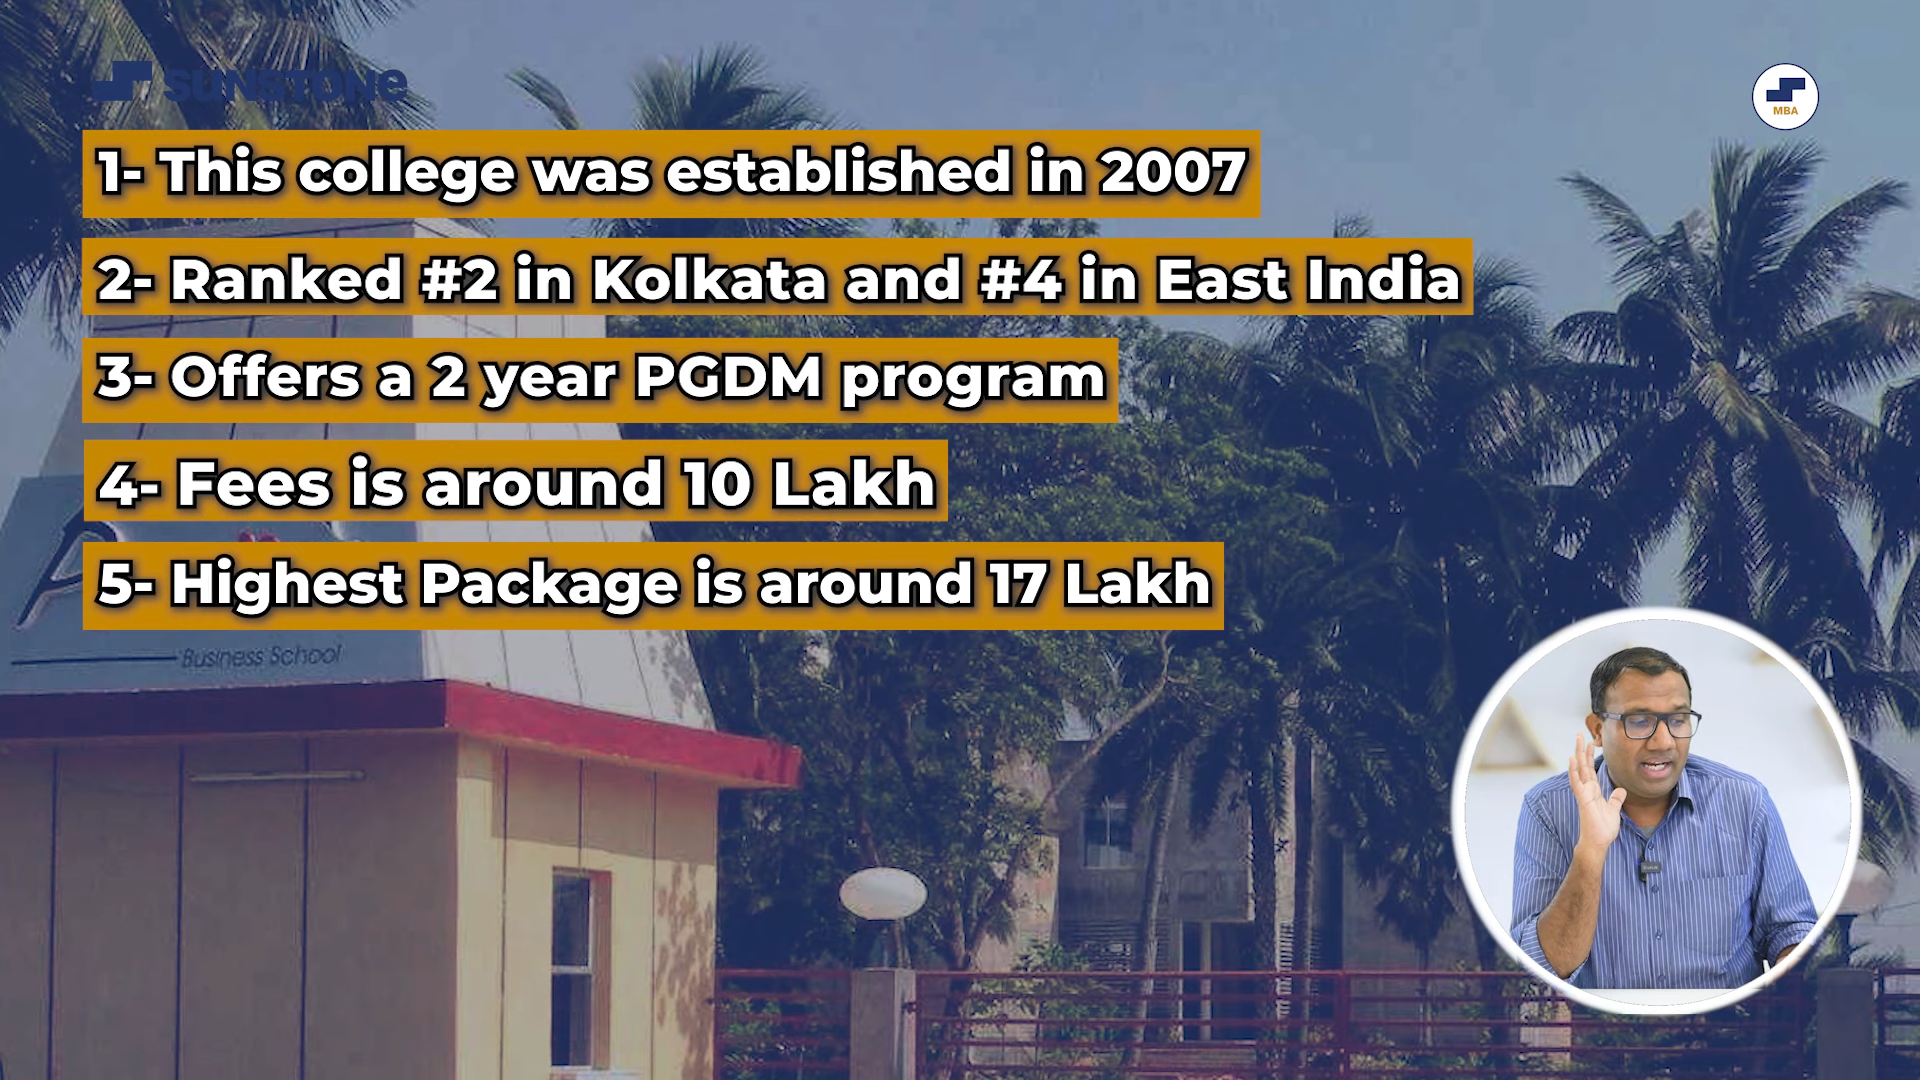 SUNSTONE
MBA
1- This college was established in 2007
2- Ranked #2 in Kolkata and #4 in East India
3- Offers a 2 year PGDM program
4- Fees is around 10 Lakh
5- Highest Package is around 17 Lakh
Business School